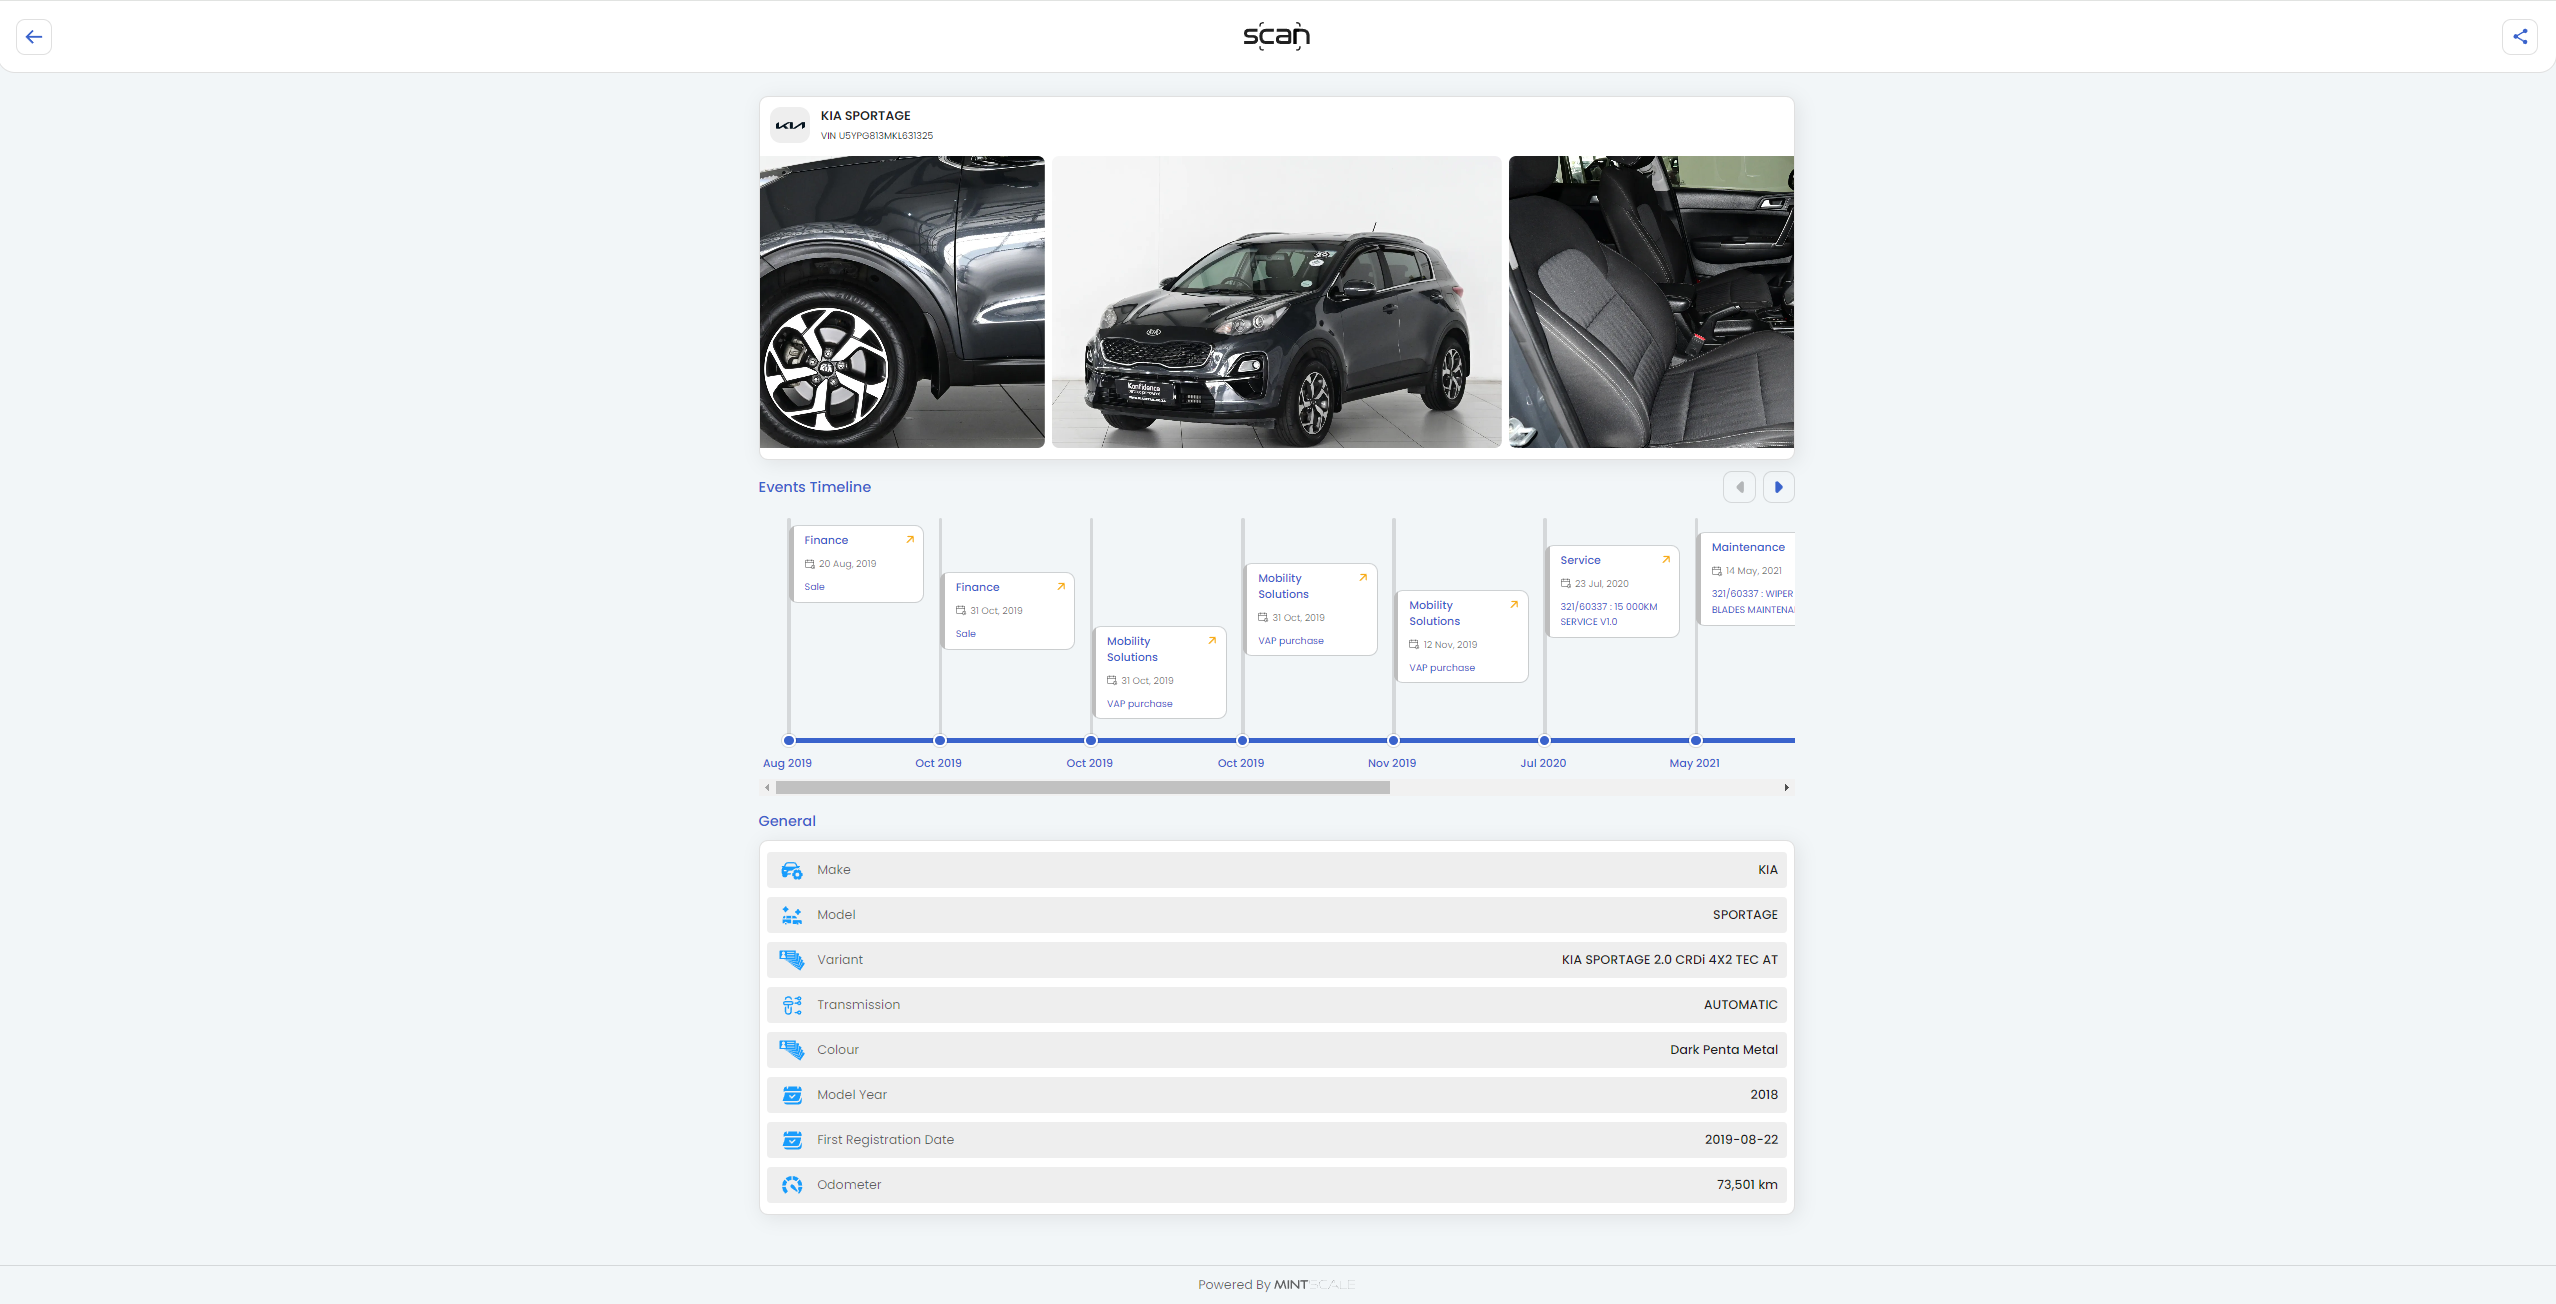 scan
KIA SPORTAGE
VIN U5YPG813MKL631325
Konfidence
Events Timeline
Finance
20 Aug, 2019
Sale
Finance
31 Oct, 2019
Sale
Mobility
Solutions
31 Oct, 2019
VAP purchase
Mobility
Solutions
31 Oct, 2019
VAP purchase
Mobility
Solutions
12 Nov, 2019
VAP purchase
Service
23 Jul, 2020
321/60337 : 15 000KM
SERVICE V1.0
Maintenance
14 May, 2021
321/60337 : WIPER
BLADES MAINTENA
Aug 2019
Oct 2019
Oct 2019
Oct 2019
Nov 2019
Jul 2020
May 2021
General
Make KIA
Model SPORTAGE
Variant KIA SPORTAGE 2.0 CRDi 4X2 TEC AT
Transmission AUTOMATIC
Colour Dark Penta Metal
Model Year 2018
First Registration Date 2019-08-22
Odometer 73,501 km
Powered By MINTSCALE